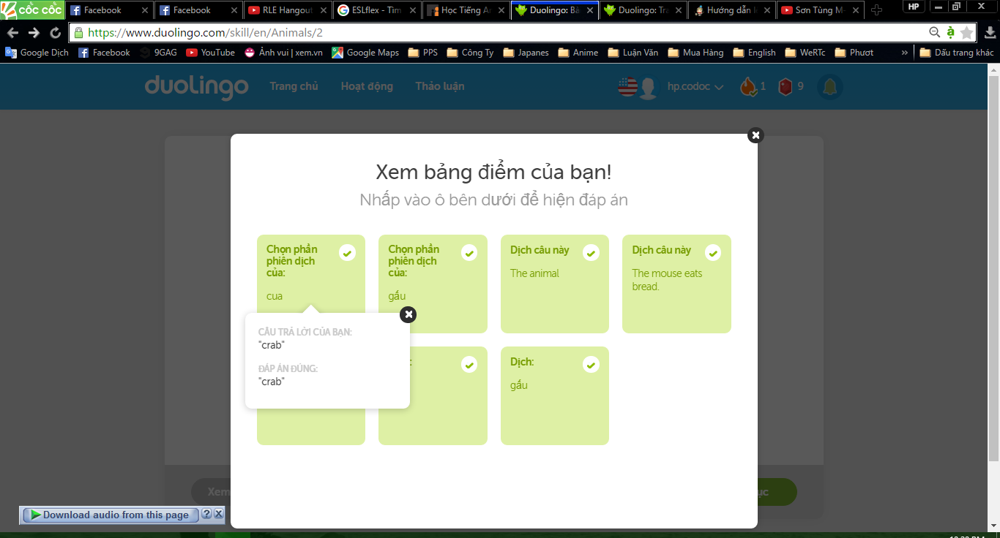 cốc cốc
Facebook
Facebook
RLE Hangout
ESLflex - Tim
Học Tiếng An
Duolingo: Bà
Duolingo: Tra
Hướng dẫn
Sơn Tùng M-
HP
https://www.duolingo.com/skill/en/Animals/2
Google Dịch
Facebook
9GAG
YouTube
Ảnh vui | xem.vn
Google Maps
PPS
Công Ty
Japanes
Anime
Luận Văn
Mua Hàng
English
WeRTc
Phượt
»
Dấu trang khác
duolingo
Trang chủ
Hoạt động
Thảo luận
hp.codoc
1
9
Xem bảng điểm của bạn!
Nhấp vào ô bên dưới để hiện đáp án
Chọn phần
phiên dịch
của:
cua
Chọn phần
phiên dịch
của:
gấu
Dịch câu này
The animal
Dịch câu này
The mouse eats
bread.
CÂU TRẢ LỜI CỦA BẠN:
"crab"
ĐÁP ÁN ĐÚNG:
"crab"
Dịch:
gấu
Xem
ục
Download audio from this page
?